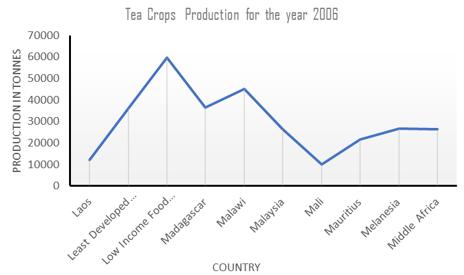 Tea Crops Production for the year 2006
PRODUCTION IN TONNES
70000
60000
50000
40000
30000
20000
10000
0
Laos
Least Developed...
Low Income Food...
Madagascar
Malawi
Malaysia
Mali
Mauritius
Melanesia
Middle Africa
COUNTRY